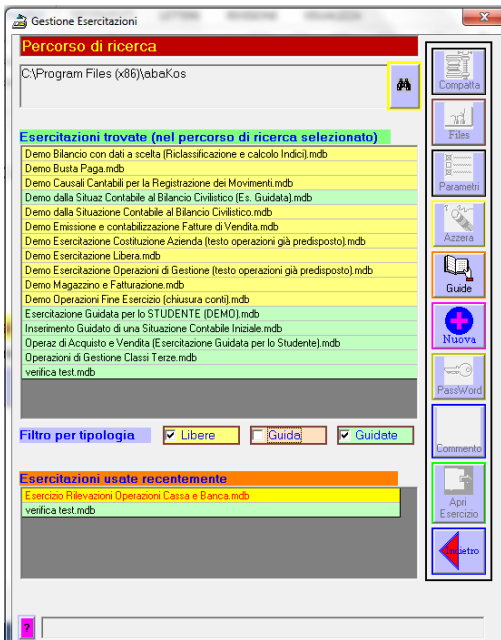 Gestione Esercitazioni
Percorso di ricerca
C:\Program Files (x86)\abaKos
Esercitazioni trovate (nel percorso di ricerca selezionato)
Demo Bilancio con dati a scelta (Riclassificazione e calcolo Indici).mdb
Demo Busta Paga.mdb
Demo Causali Cantabili per la Registrazione dei Movimenti.mdb
Demo dalla Situaz Contabile al Bilancio Civilistico (Es. Guidata).mdb
Demo dalla Situazione Contabile al Bilancio Civilistico.mdb
Demo Emissione e contabilizzazione Fatture di Vendita.mdb
Demo Esercitazione Costituzione Azienda (testo operazioni già predisposto).mdb
Demo Esercitazione Libera.mdb
Demo Esercitazione Operazioni di Gestione (testo operazioni già predisposto).mdb
Demo Magazzino e Fatturazione.mdb
Demo Operazioni Fine Esercizio (chiusura conti).mdb
Esercitazione Guidata per lo STUDENTE (DEMO).mdb
Inserimento Guidato di una Situazione Contabile Iniziale.mdb
Operaz di Acquisto e Vendita (Esercitazione Guidata per lo Studente).mdb
Operazioni di Gestione Classi Terze.mdb
verifica test.mdb
Filtro per tipologia
Libere
Guida
Guidate
Esercitazioni usate recentemente
Esercizio Rilevazioni Operazioni Cassa e Banca.mdb
verifica test.mdb
?
Compatta
Files
Parametri
Azzera
Guide
Nuova
PassWord
Commento
Apri
Esercizio
Indietro